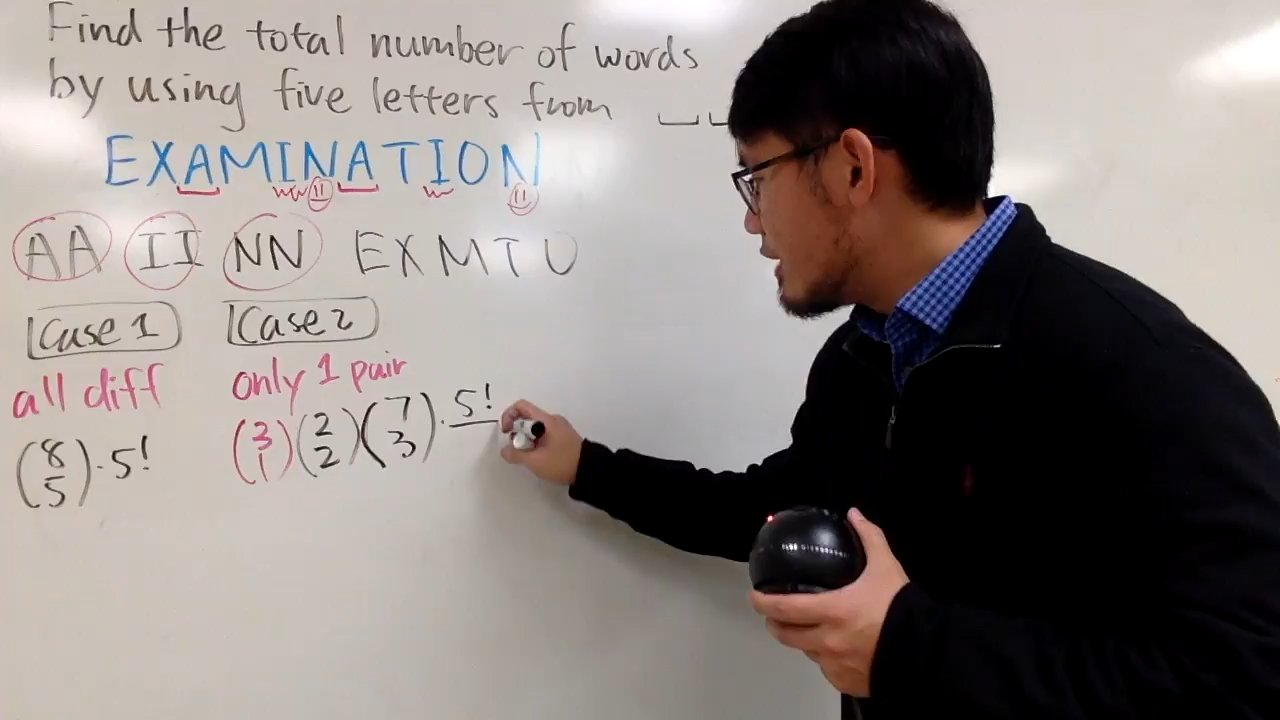 Find the total number of words
by using five letters from
EXAMINATION
AA II NN EXMTO
Case 1 Case 2
all diff only 1 pair
(8 5)·5! (3 1)(2 2)(7 3)·5!